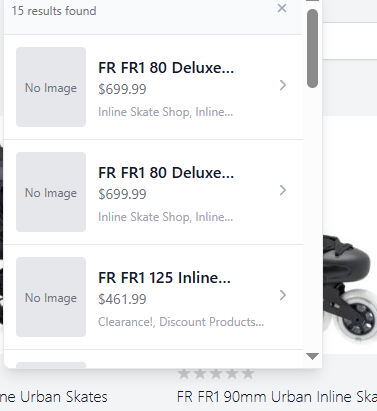 15 results found
No Image
FR FR1 80 Deluxe...
$699.99
Inline Skate Shop, Inline...
No Image
FR FR1 80 Deluxe...
$699.99
Inline Skate Shop, Inline...
No Image
FR FR1 125 Inline...
$461.99
Clearance!, Discount Products...
ne Urban Skates
FR FR1 90mm Urban Inline Ska